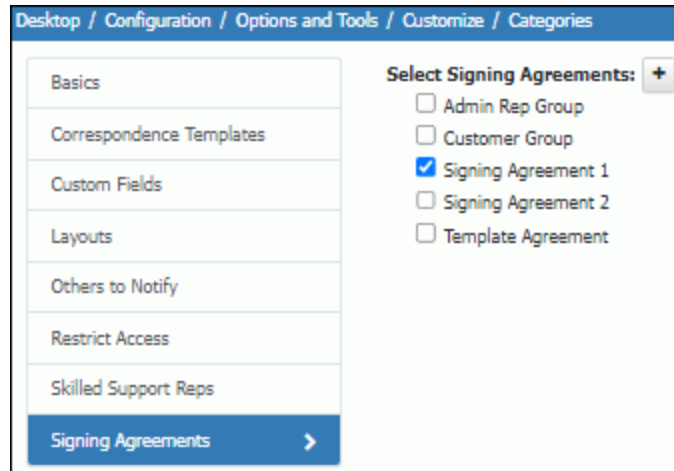 Desktop / Configuration / Options and Tools / Customize / Categories
Basics
Correspondence Templates
Custom Fields
Layouts
Others to Notify
Restrict Access
Skilled Support Reps
Signing Agreements
Select Signing Agreements: +
Admin Rep Group
Customer Group
Signing Agreement 1
Signing Agreement 2
Template Agreement